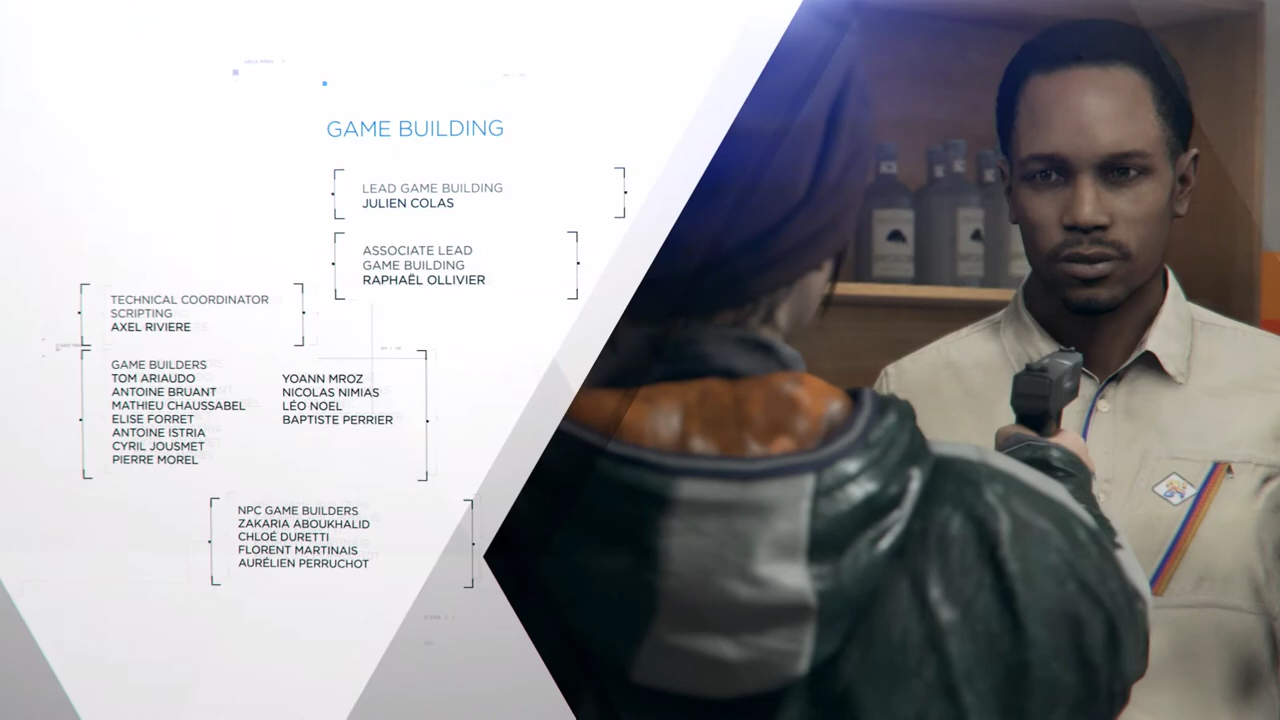 GAME BUILDING
LEAD GAME BUILDING
JULIEN COLAS
ASSOCIATE LEAD
GAME BUILDING
RAPHAËL OLLIVIER
TECHNICAL COORDINATOR
SCRIPTING
AXEL RIVIERE
GAME BUILDERS
TOM ARIAUDO
ANTOINE BRUANT
MATHIEU CHAUSSABEL
ELISE FORRET
ANTOINE ISTRIA
CYRIL JOUSMET
PIERRE MOREL
YOANN MROZ
NICOLAS NIMIAS
LÉO NOEL
BAPTISTE PERRIER
NPC GAME BUILDERS
ZAKARIA ABOUKHALID
CHLOÉ DURETTI
FLORENT MARTINAIS
AURÉLIEN PERRUCHOT